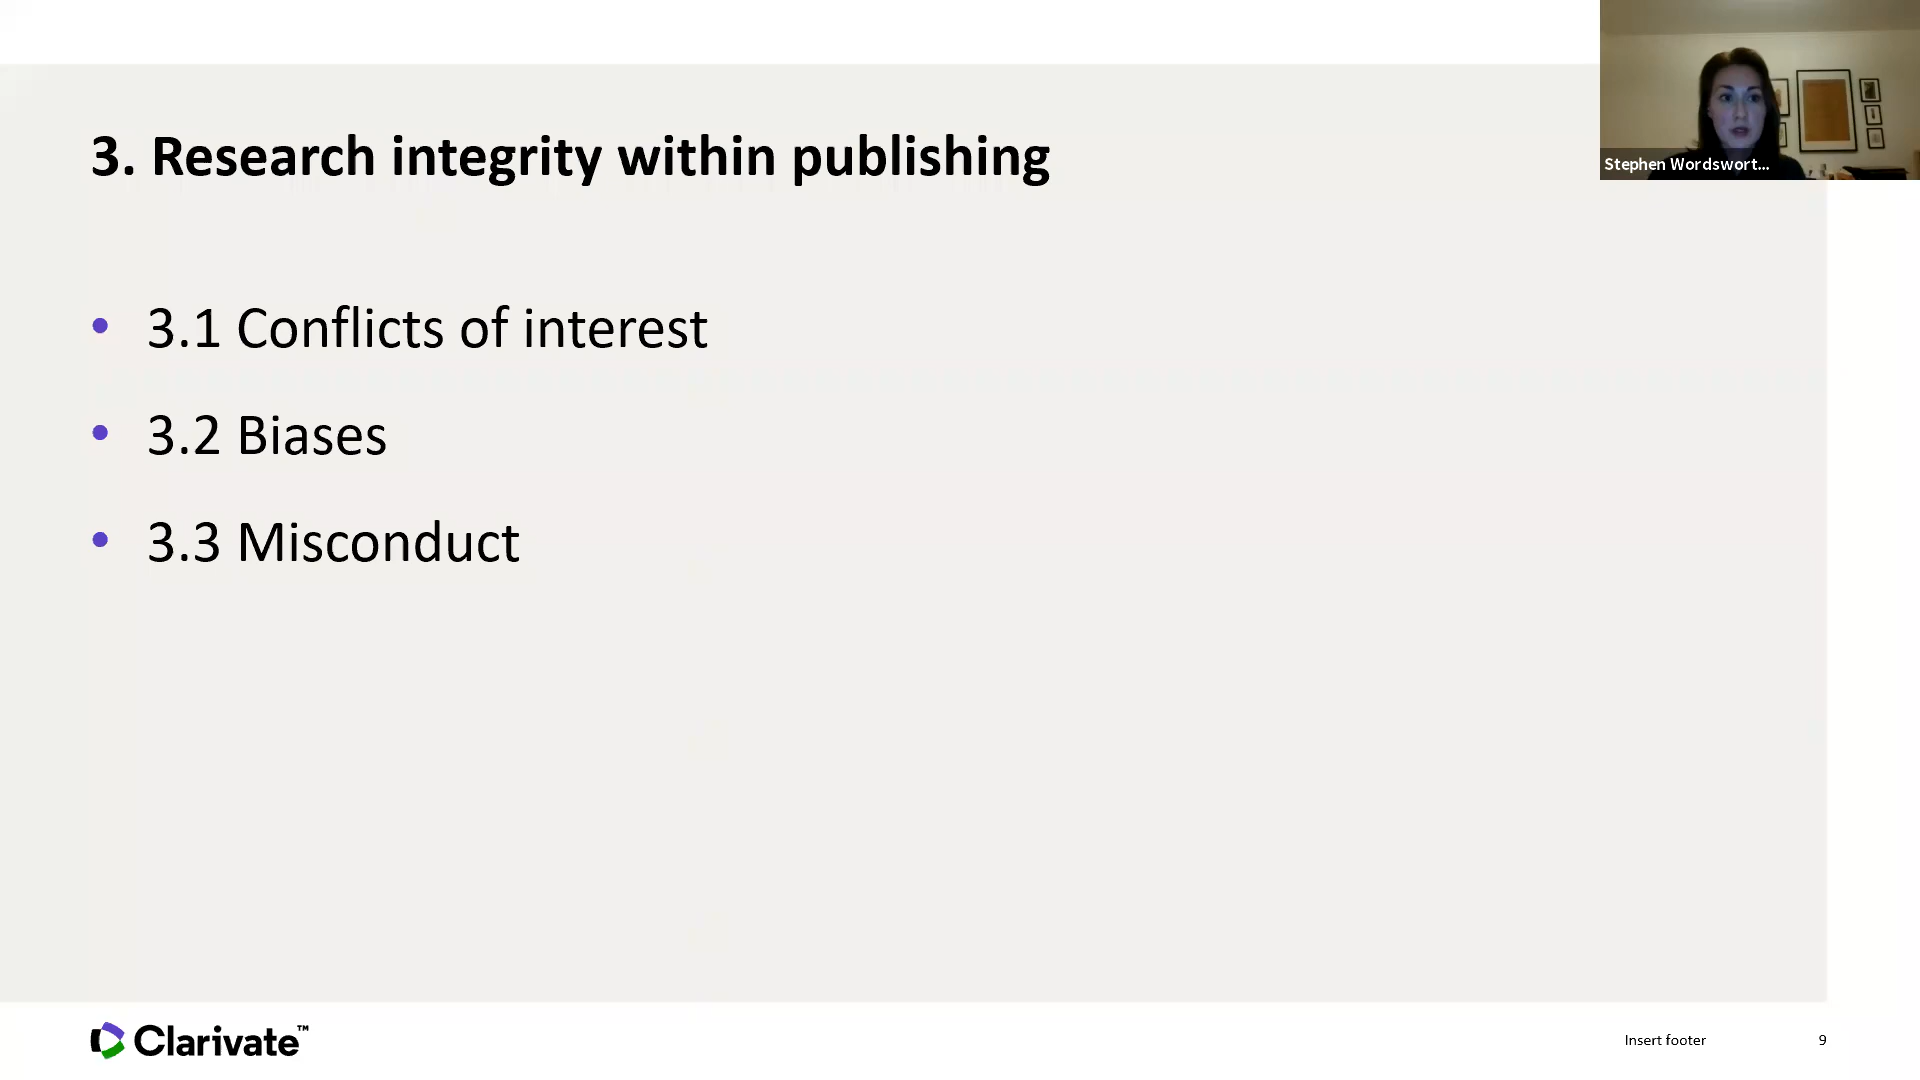 3. Research integrity within publishing
Stephen Wordswort...
• 3.1 Conflicts of interest
• 3.2 Biases
• 3.3 Misconduct
Clarivate™
Insert footer
9